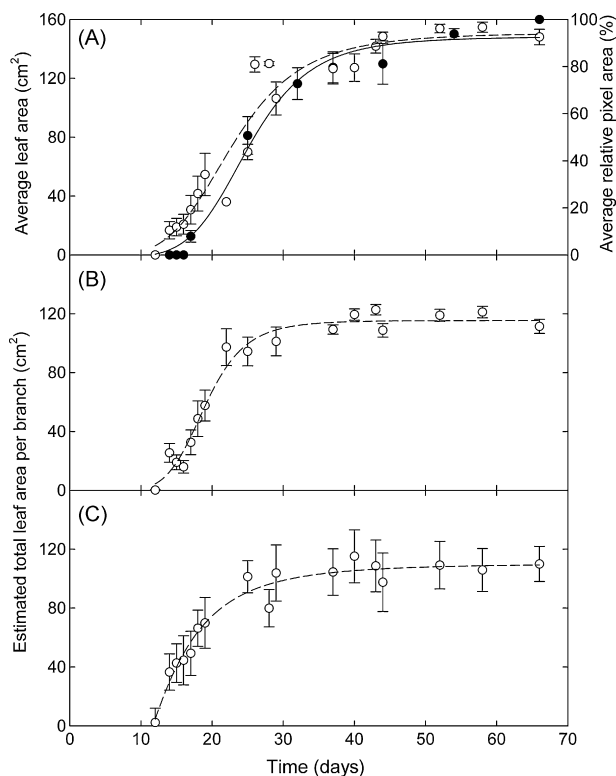 (A)
160
120
80
40
0
Average leaf area (cm²)
100
80
60
40
20
0
Average relative pixel area (%)
(B)
120
80
40
0
Estimated total leaf area per branch (cm²)
(C)
120
80
40
0
0 10 20 30 40 50 60 70
Time (days)